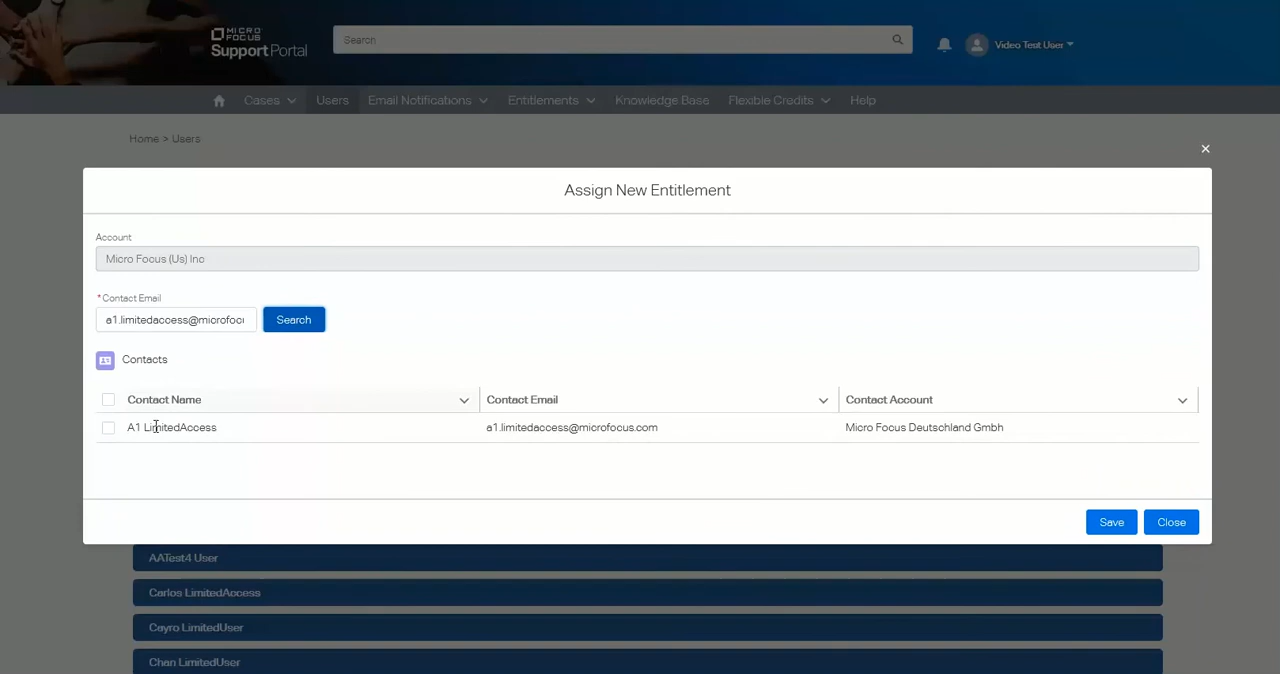 MICRO
FOCUS
Support Portal
Search
Video Test User
Cases
Users
Email Notifications
Entitlements
Knowledge Base
Flexible Credits
Help
Home > Users
×
Assign New Entitlement
Account
Micro Focus (Us) Inc
*Contact Email
a1.limitedaccess@microfoc
Search
Contacts
Contact Name
Contact Email
Contact Account
A1 LimitedAccess
a1.limitedaccess@microfocus.com
Micro Focus Deutschland Gmbh
Save
Close
AATest4 User
Carlos LimitedAccess
Cayro LimitedUser
Chan LimitedUser